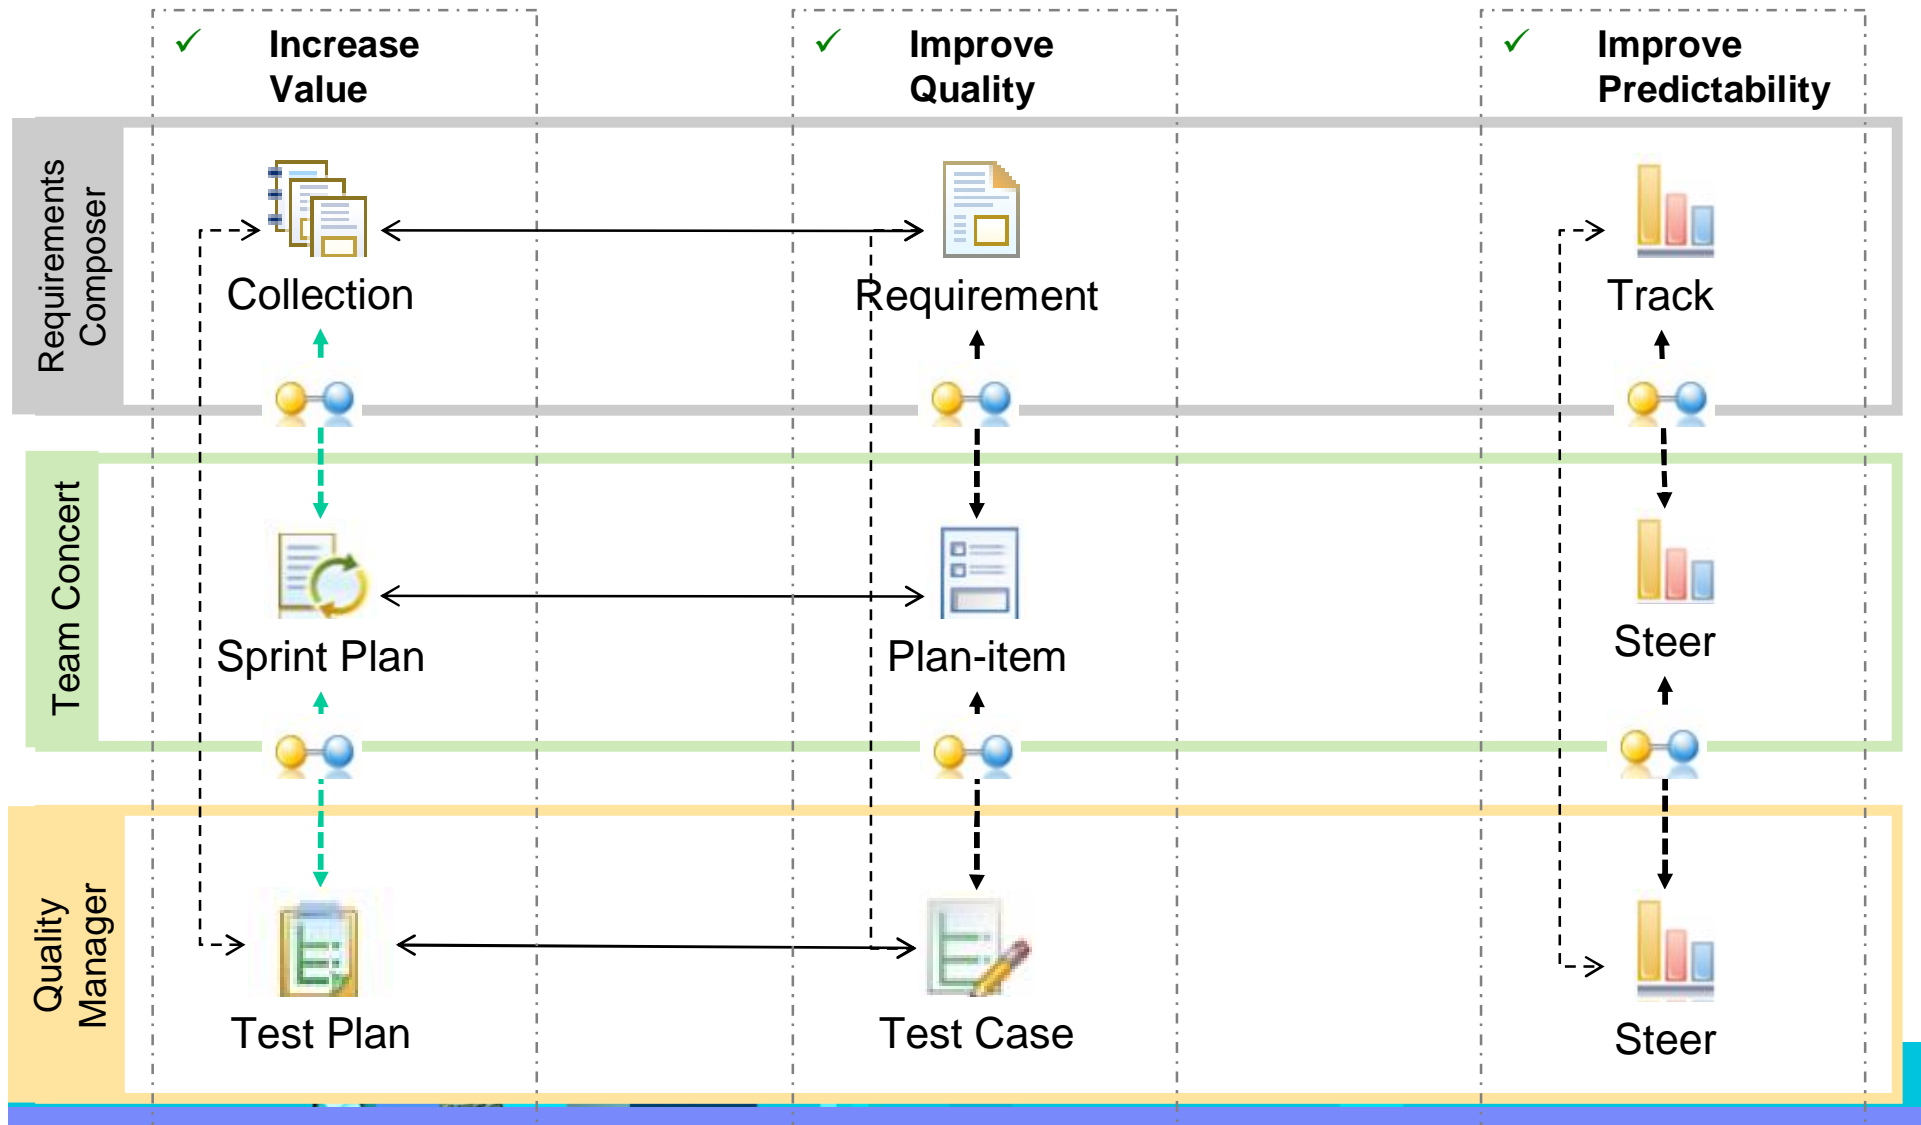 Increase
Value
Improve
Quality
Improve
Predictability
Requirements
Composer
Collection
Requirement
Track
Team Concert
Sprint Plan
Plan-item
Steer
Quality
Manager
Test Plan
Test Case
Steer